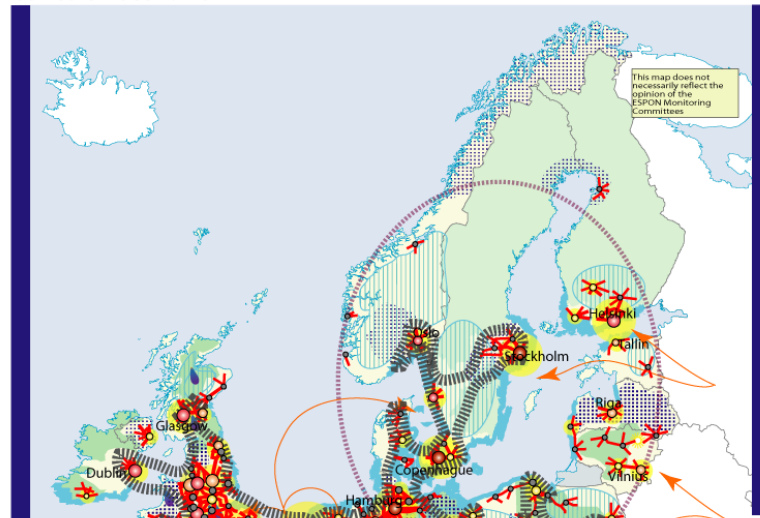 This map does not
necessarily reflect the
opinion of the
ESPON Monitoring
Committees
Helsinki
Oslo
Tallin
Stockholm
Riga
Glasgow
Copenhague
Dublin
Vilnius
Hamburg